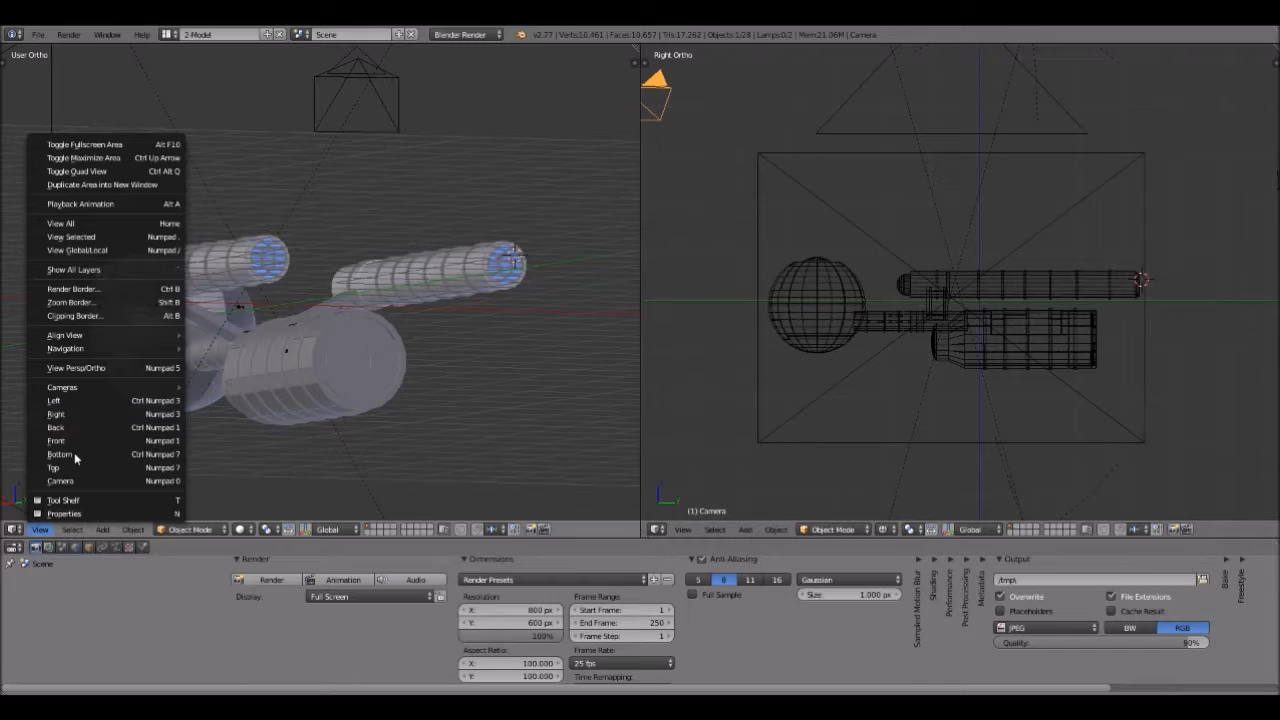 File Render Window Help 2-Model Scene Blender Render v2.77 | Verts:10,461 | Faces:10,657 | Tris:17,262 | Objects:1/28 | Lamps:0/2 | Mem:21.06M | Camera
User Ortho
Right Ortho
Toggle Fullscreen Area Alt F10
Toggle Maximize Area Ctrl Up Arrow
Toggle Quad View Ctrl Alt Q
Duplicate Area into New Window
Playback Animation Alt A
View All Home
View Selected Numpad .
View Global/Local Numpad /
Show All Layers `
Render Border... Ctrl B
Zoom Border... Shift B
Clipping Border... Alt B
Align View
Navigation
View Persp/Ortho Numpad 5
Cameras
Left Ctrl Numpad 3
Right Numpad 3
Back Ctrl Numpad 1
Front Numpad 1
Bottom Ctrl Numpad 7
Top Numpad 7
Camera Numpad 0
Tool Shelf T
Properties N
(1) Camera
View Select Add Object Object Mode Global
View Select Add Object Object Mode Global
Scene
Render
Render Animation Audio
Display: Full Screen
Dimensions
Render Presets
Resolution:
X: 800 px
Y: 600 px
100%
Aspect Ratio:
X: 100.000
Y: 100.000
Frame Range:
Start Frame: 1
End Frame: 250
Frame Step: 1
Frame Rate:
25 fps
Time Remapping:
Anti-Aliasing
5 8 11 16 Gaussian
Full Sample Size: 1.000 px
Sampled Motion Blur
Shading
Performance
Post Processing
Metadata
Output
/tmp\
Overwrite File Extensions
Placeholders Cache Result
JPEG BW RGB
Quality: 90%
Bake
Freestyle